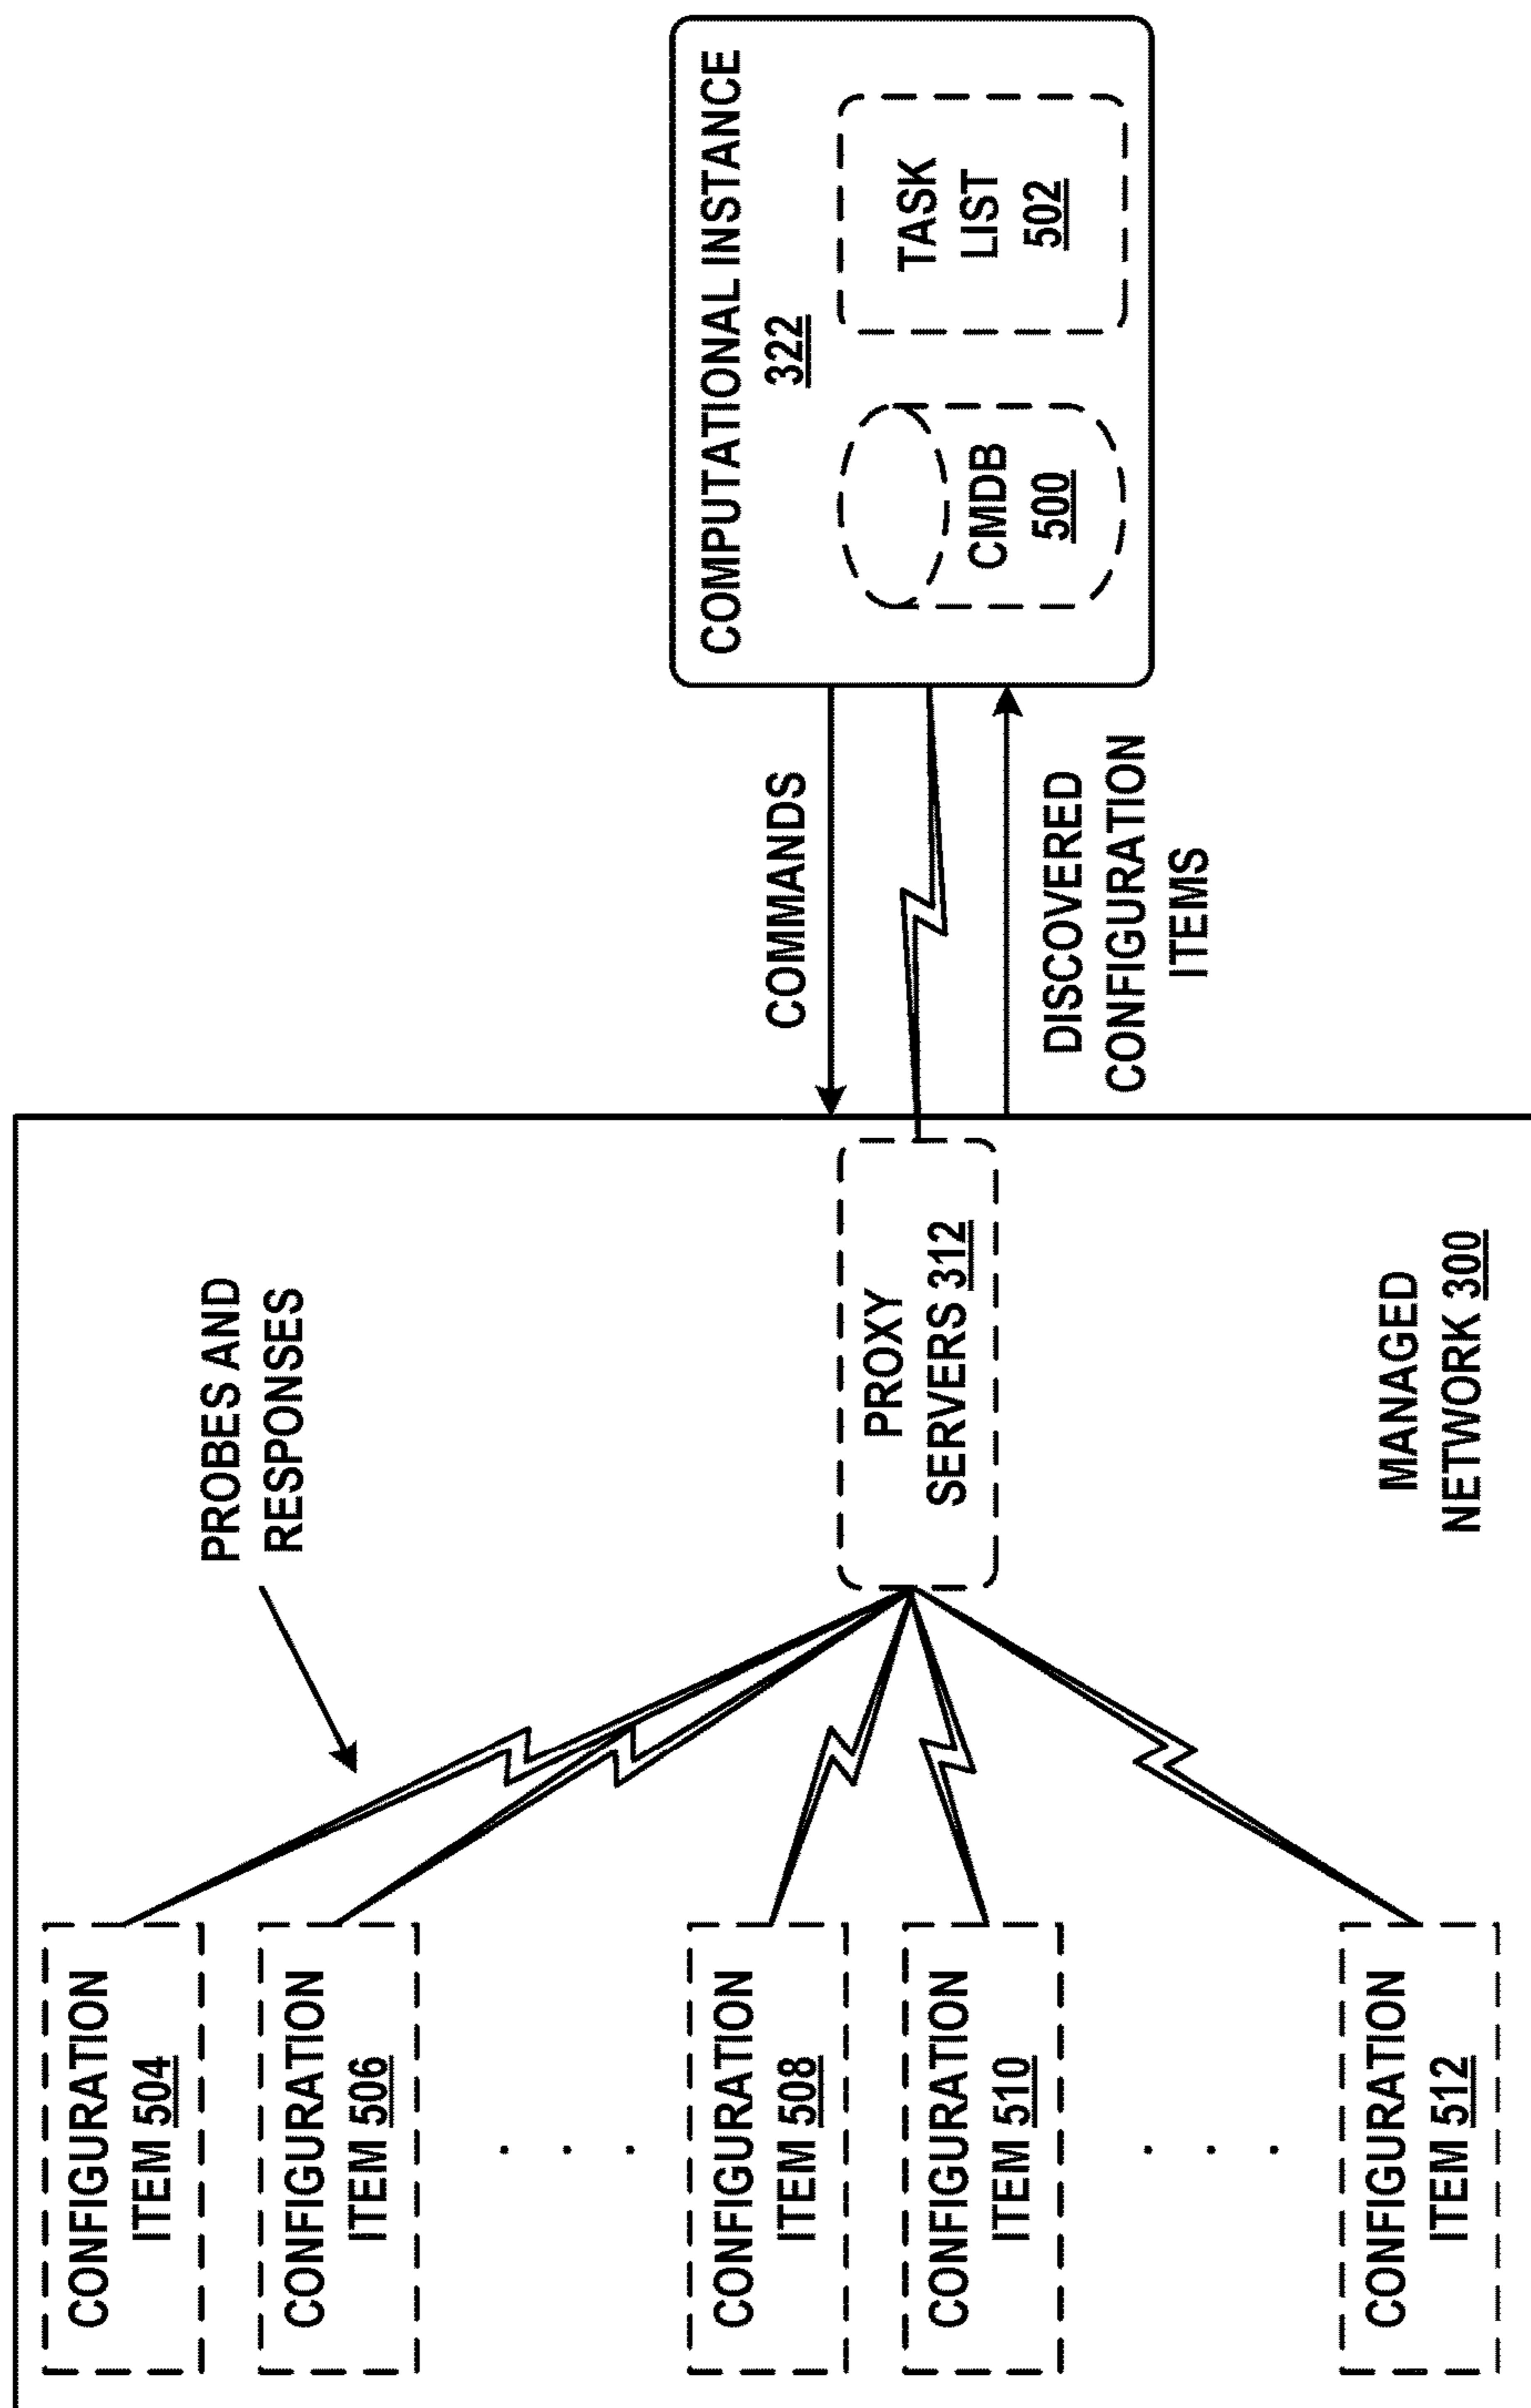 COMPUTATIONAL INSTANCE
322
CMDB
500
TASK
LIST
502
COMMANDS
DISCOVERED
CONFIGURATION
ITEMS
PROBES AND
RESPONSES
PROXY
SERVERS 312
MANAGED
NETWORK 300
CONFIGURATION
ITEM 504
CONFIGURATION
ITEM 506
. . .
CONFIGURATION
ITEM 508
CONFIGURATION
ITEM 510
. . .
CONFIGURATION
ITEM 512